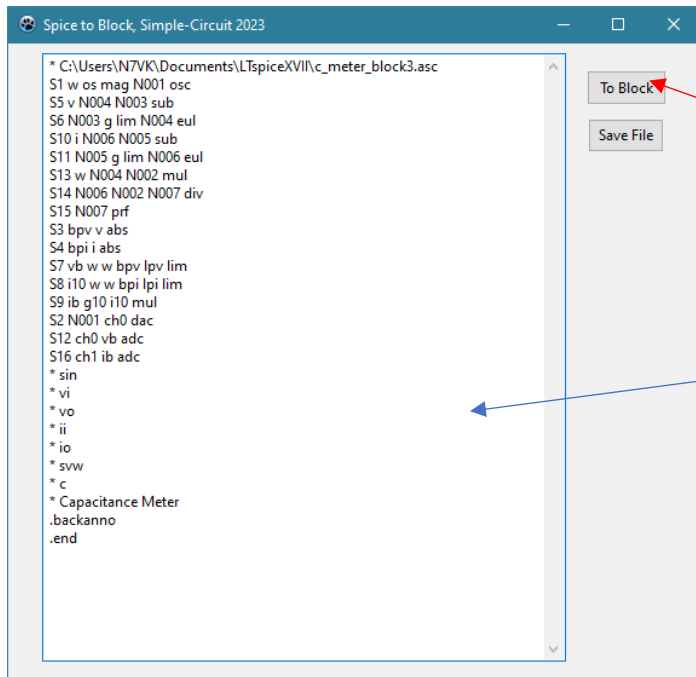 Spice to Block, Simple-Circuit 2023
* C:\Users\N7VK\Documents\LTspiceXVII\c_meter_block3.asc
S1 w os mag N001 osc
S5 v N004 N003 sub
S6 N003 g lim N004 eul
S10 i N006 N005 sub
S11 N005 g lim N006 eul
S13 w N004 N002 mul
S14 N006 N002 N007 div
S15 N007 prf
S3 bpv v abs
S4 bpi i abs
S7 vb w w bpv lpv lim
S8 i10 w w bpi lpi lim
S9 ib g10 i10 mul
S2 N001 ch0 dac
S12 ch0 vb adc
S16 ch1 ib adc
* sin
* vi
* vo
* ii
* io
* svw
* c
* Capacitance Meter
.backanno
.end
To Block
Save File